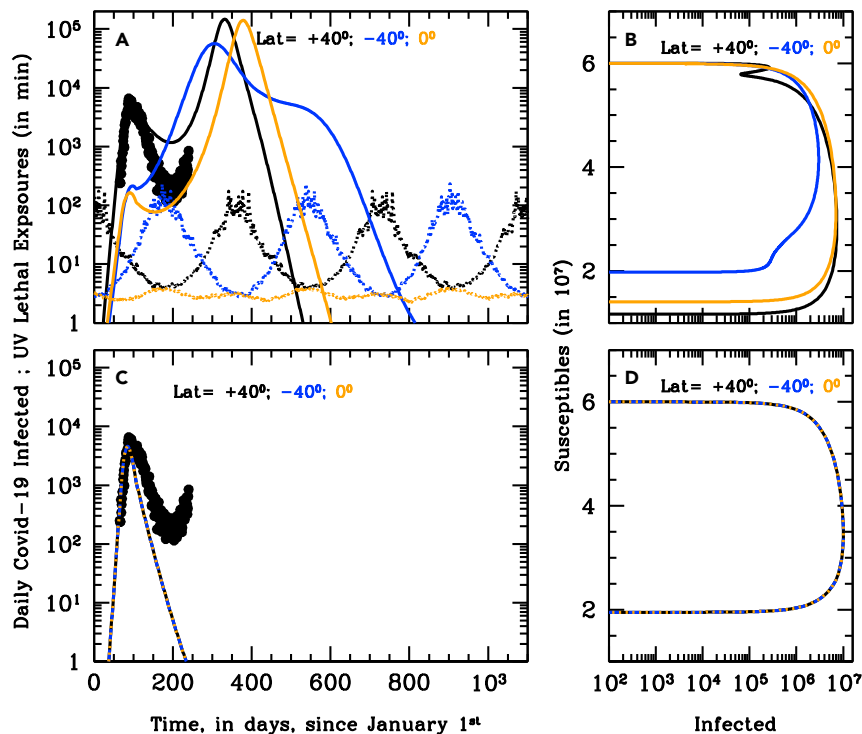 A
Lat= +40⁰; −40⁰; 0⁰
10⁵
10⁴
10³
10²
10¹
1
B
Lat= +40⁰; −40⁰; 0⁰
6
4
2
C
Lat= +40⁰; −40⁰; 0⁰
10⁵
10⁴
10³
10²
10¹
1
D
Lat= +40⁰; −40⁰; 0⁰
6
4
2
0 200 400 600 800 10³
10² 10³ 10⁴ 10⁵ 10⁶ 10⁷
Daily Covid−19 Infected ; UV Lethal Expsoures (in min)
Susceptibles (in 10⁷)
Time, in days, since January 1ˢᵗ
Infected